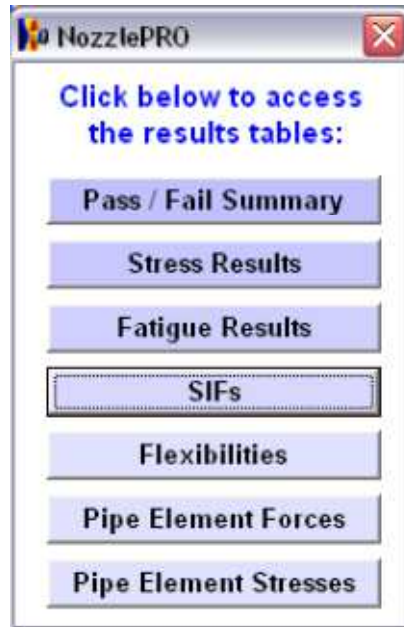 NozzlePRO
Click below to access
the results tables:
Pass / Fail Summary
Stress Results
Fatigue Results
SIFs
Flexibilities
Pipe Element Forces
Pipe Element Stresses